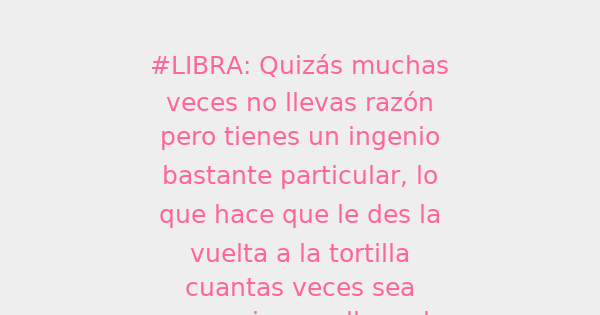 #LIBRA: Quizás muchas
veces no llevas razón
pero tienes un ingenio
bastante particular, lo
que hace que le des la
vuelta a la tortilla
cuantas veces sea